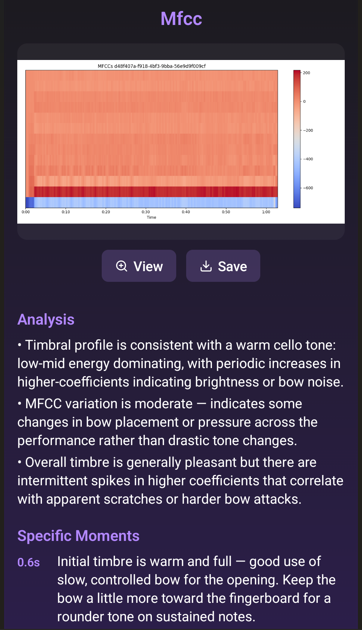 Mfcc
MFCCs d48f407a-f918-4bf3-9bba-56e9d9f009cf
200
0
−200
−400
−600
0:00 0:10 0:20 0:30 0:40 0:50 1:00
Time
View Save
Analysis
• Timbral profile is consistent with a warm cello tone:
low-mid energy dominating, with periodic increases in
higher-coefficients indicating brightness or bow noise.
• MFCC variation is moderate — indicates some
changes in bow placement or pressure across the
performance rather than drastic tone changes.
• Overall timbre is generally pleasant but there are
intermittent spikes in higher coefficients that correlate
with apparent scratches or harder bow attacks.
Specific Moments
0.6s Initial timbre is warm and full — good use of
slow, controlled bow for the opening. Keep the
bow a little more toward the fingerboard for a
rounder tone on sustained notes.